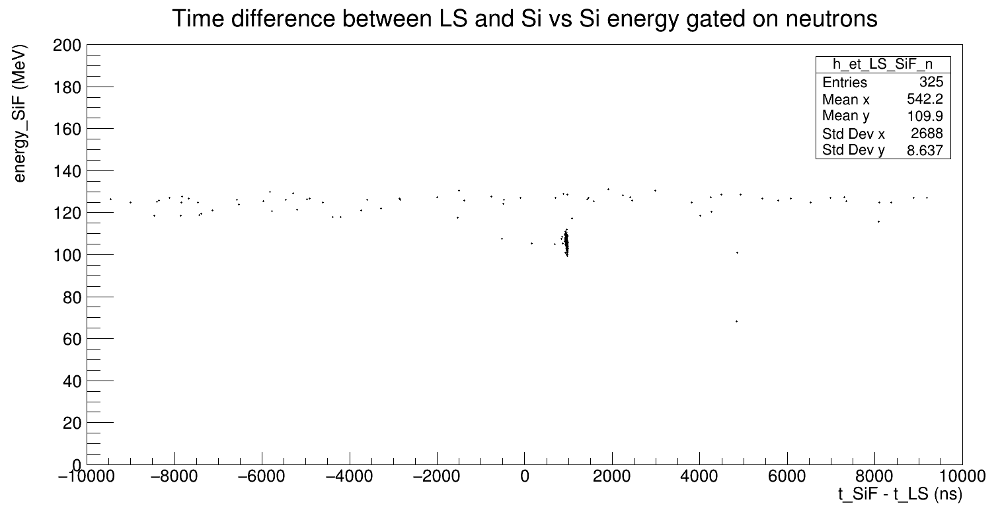 Time difference between LS and Si vs Si energy gated on neutrons
energy_SiF (MeV)
200
180
160
140
120
100
80
60
40
20
0
h_et_LS_SiF_n
Entries 325
Mean x 542.2
Mean y 109.9
Std Dev x 2688
Std Dev y 8.637
−10000 −8000 −6000 −4000 −2000 0 2000 4000 6000 8000 10000
t_SiF - t_LS (ns)